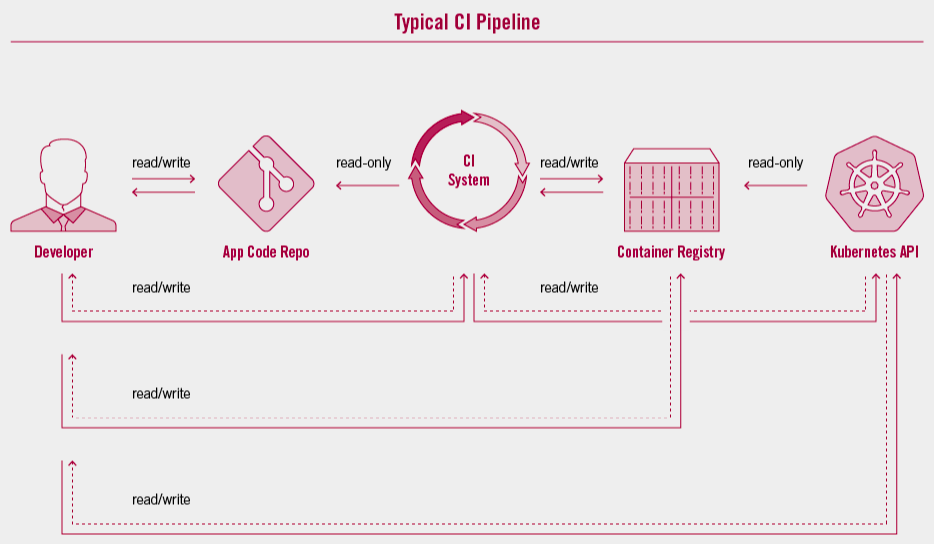 Typical CI Pipeline
read/write
read-only
CI
System
read/write
read-only
Developer
App Code Repo
Container Registry
Kubernetes API
read/write
read/write
read/write
read/write